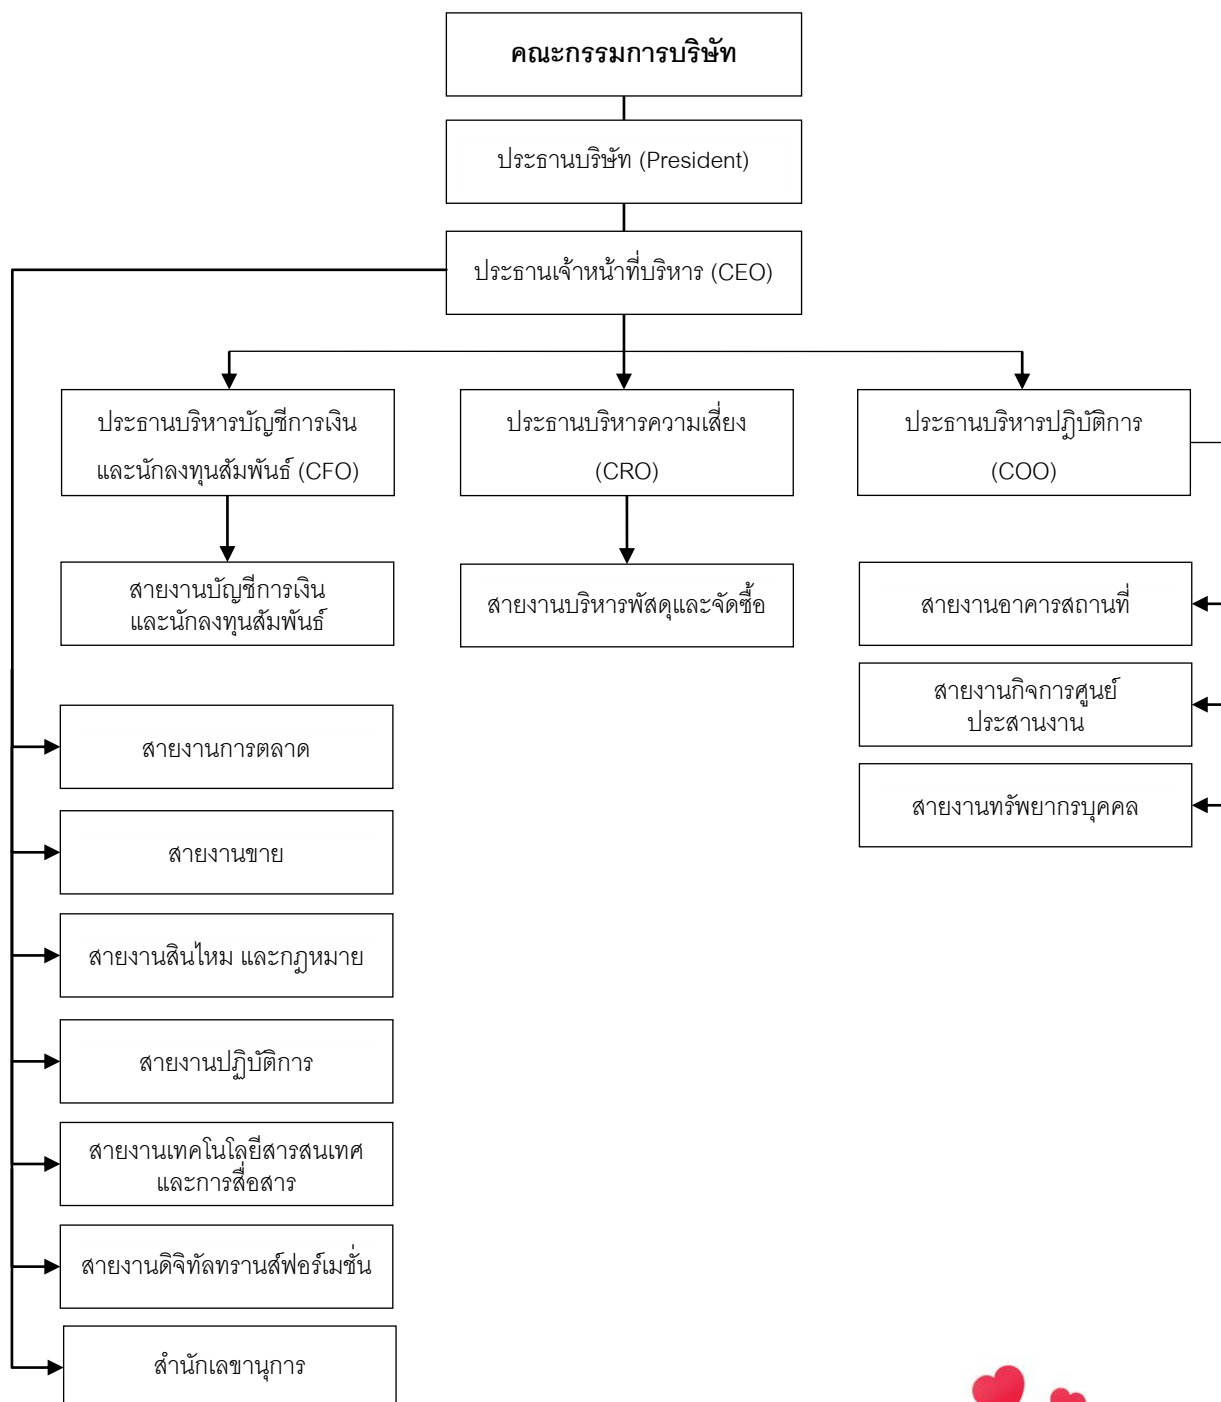 คณะกรรมการบริษัท
ประธานบริษัท (President)
ประธานเจ้าหน้าที่บริหาร (CEO)
ประธานบริหารบัญชีการเงิน
และนักลงทุนสัมพันธ์ (CFO)
ประธานบริหารความเสี่ยง
(CRO)
ประธานบริหารปฏิบัติการ
(COO)
สายงานบัญชีการเงิน
และนักลงทุนสัมพันธ์
สายงานบริหารพัสดุและจัดซื้อ
สายงานอาคารสถานที่
สายงานกิจการศูนย์
ประสานงาน
สายงานทรัพยากรบุคคล
สายงานการตลาด
สายงานขาย
สายงานสินไหม และกฎหมาย
สายงานปฏิบัติการ
สายงานเทคโนโลยีสารสนเทศ
และการสื่อสาร
สายงานดิจิทัลทรานส์ฟอร์เมชั่น
สำนักเลขานุการ